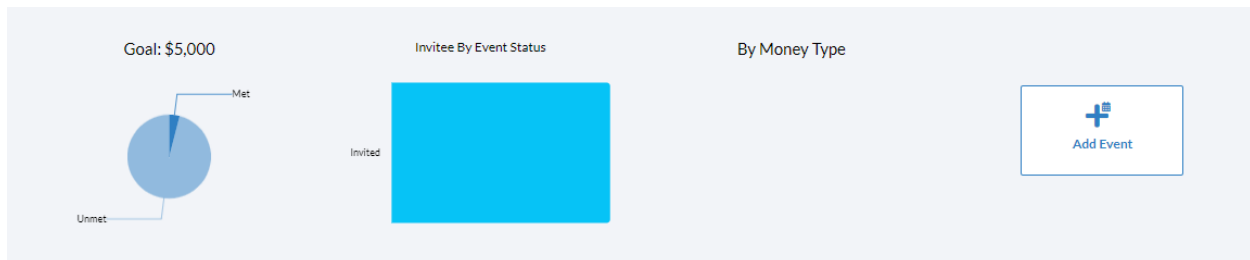 Goal: $5,000
Invitee By Event Status
By Money Type
Met
Unmet
Invited
Add Event